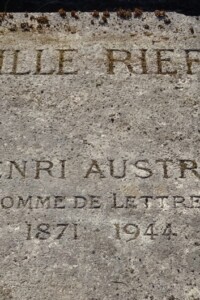 ILLE RIEF
ENRI AUSTR
OMME DE LETTRE
1871 1944